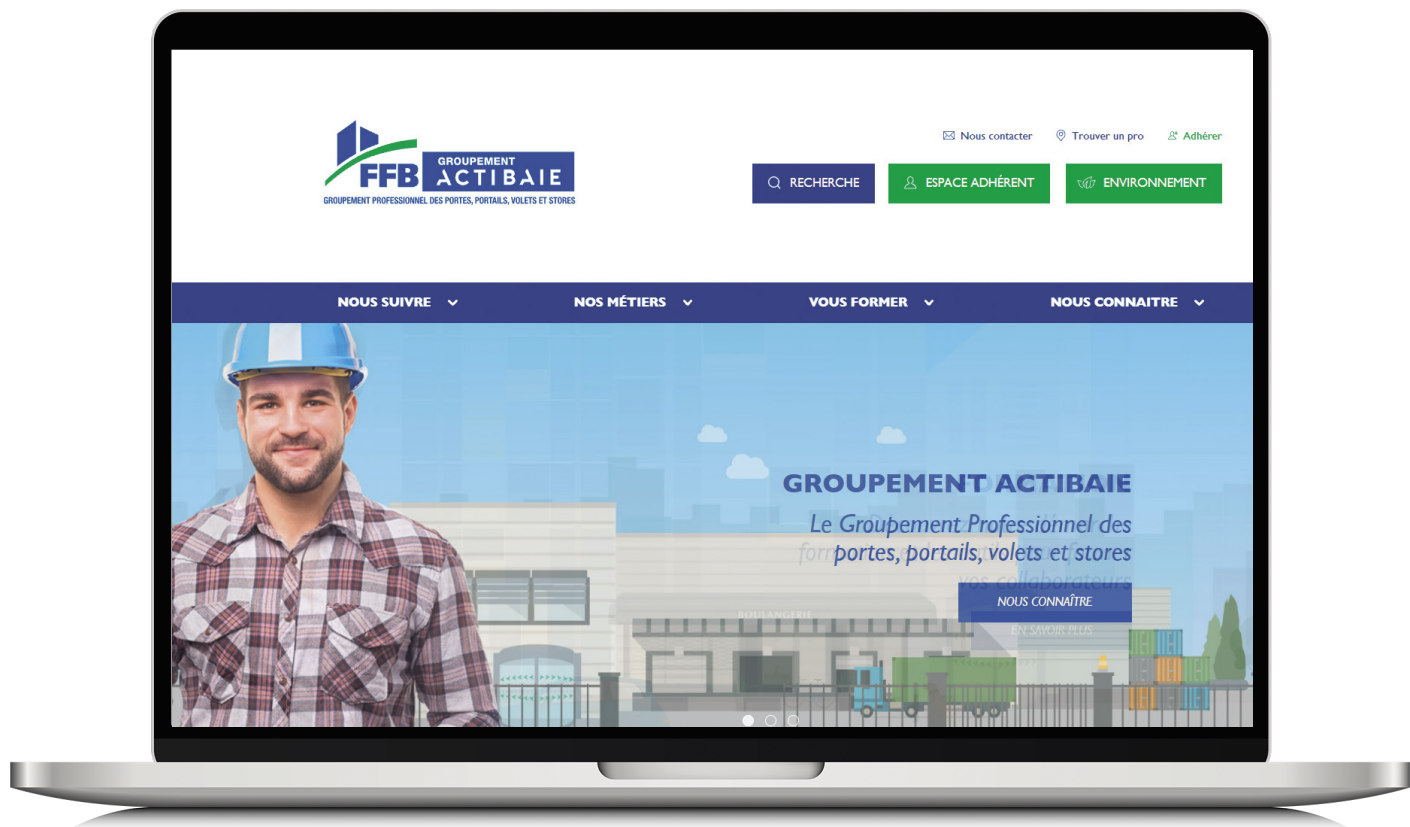 Nous contacter
Trouver un pro
Adhérer
FFB GROUPEMENT
ACTIBAIE
GROUPEMENT PROFESSIONNEL DES PORTES, PORTAILS, VOLETS ET STORES
RECHERCHE
ESPACE ADHÉRENT
ENVIRONNEMENT
NOUS SUIVRE
NOS MÉTIERS
VOUS FORMER
NOUS CONNAITRE
GROUPEMENT ACTIBAIE
Le Groupement Professionnel des
portes, portails, volets et stores
vos collaborateurs
NOUS CONNAÎTRE
BOULANGERIE
EN SAVOIR PLUS